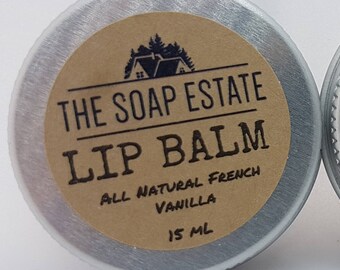 THE SOAP ESTATE
LIP BALM
All Natural French
Vanilla
15 mL